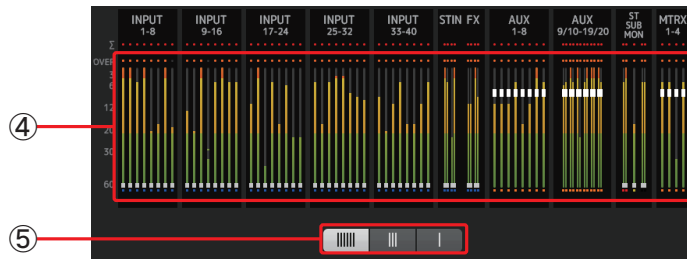 INPUT INPUT INPUT INPUT INPUT STIN FX AUX AUX ST SUB MON MTRX
1-8 9-16 17-24 25-32 33-40 1-8 9/10-19/20 1-4
Σ
OVER
3
6
12
④ 20
30
60
⑤